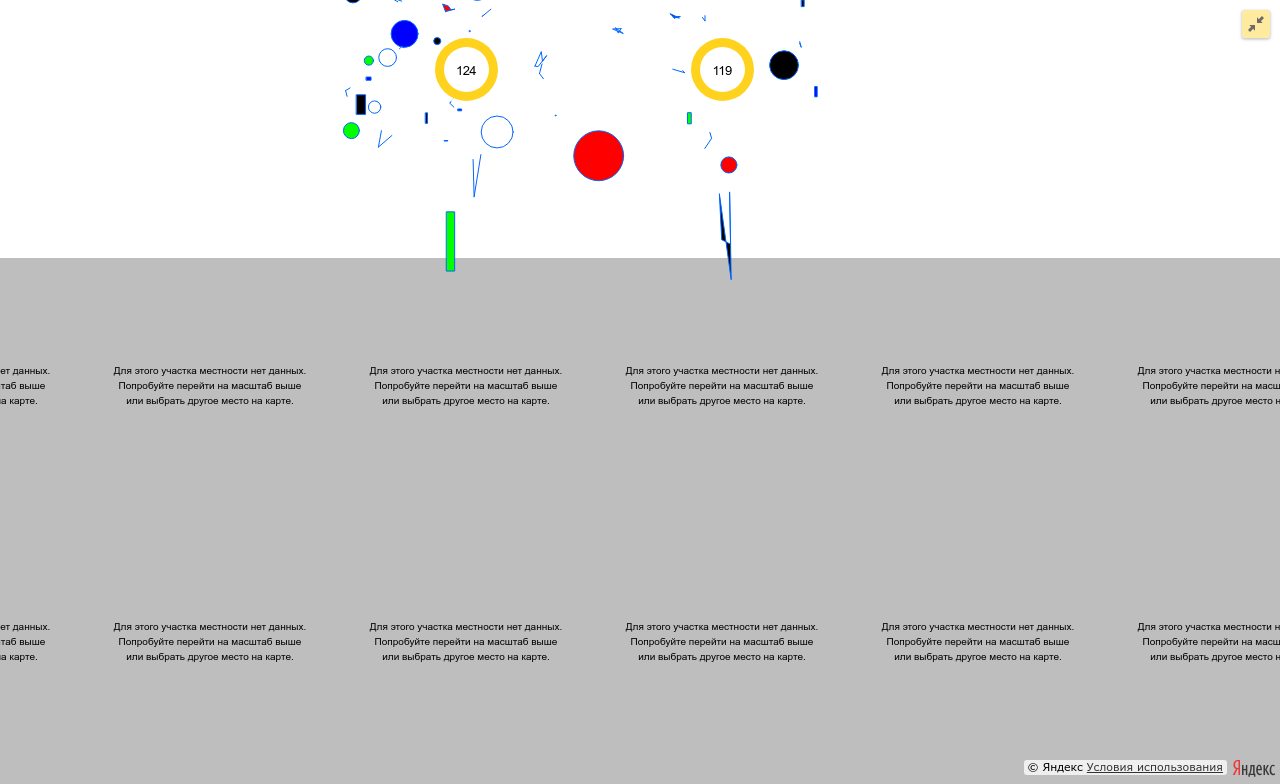 124
119
ет данных.
таб выше
а карте.
Для этого участка местности нет данных.
Попробуйте перейти на масштаб выше
или выбрать другое место на карте.
Для этого участка местности нет данных.
Попробуйте перейти на масштаб выше
или выбрать другое место на карте.
Для этого участка местности нет данных.
Попробуйте перейти на масштаб выше
или выбрать другое место на карте.
Для этого участка местности нет данных.
Попробуйте перейти на масштаб выше
или выбрать другое место на карте.
Для этого участка местности н
Попробуйте перейти на масш
или выбрать другое место на к
ет данных.
таб выше
а карте.
Для этого участка местности нет данных.
Попробуйте перейти на масштаб выше
или выбрать другое место на карте.
Для этого участка местности нет данных.
Попробуйте перейти на масштаб выше
или выбрать другое место на карте.
Для этого участка местности нет данных.
Попробуйте перейти на масштаб выше
или выбрать другое место на карте.
Для этого участка местности нет данных.
Попробуйте перейти на масштаб выше
или выбрать другое место на карте.
Для этого участка местности н
Попробуйте перейти на масш
или выбрать другое место на к
© Яндекс Условия использования
Яндекс